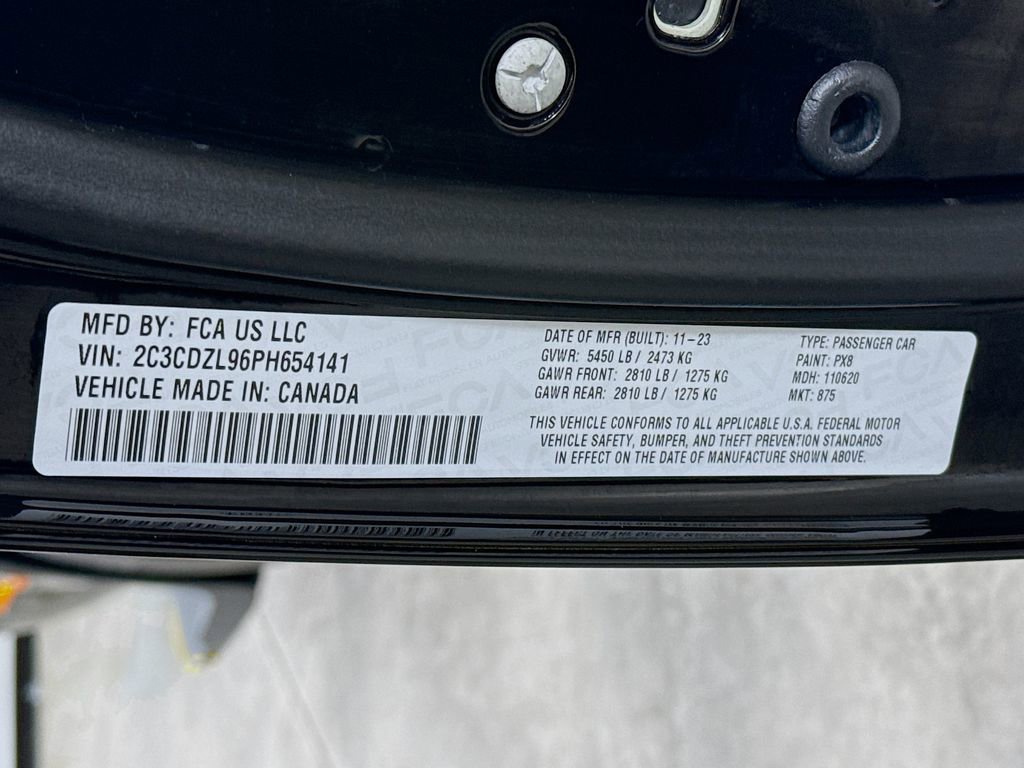 MFD BY: FCA US LLC
VIN: 2C3CDZL96PH654141
VEHICLE MADE IN: CANADA
DATE OF MFR (BUILT): 11-23
GVWR: 5450 LB / 2473 KG
GAWR FRONT: 2810 LB / 1275 KG
GAWR REAR: 2810 LB / 1275 KG
TYPE: PASSENGER CAR
PAINT: PX8
MDH: 110620
MKT: 875
THIS VEHICLE CONFORMS TO ALL APPLICABLE U.S.A. FEDERAL MOTOR
VEHICLE SAFETY, BUMPER, AND THEFT PREVENTION STANDARDS
IN EFFECT ON THE DATE OF MANUFACTURE SHOWN ABOVE.